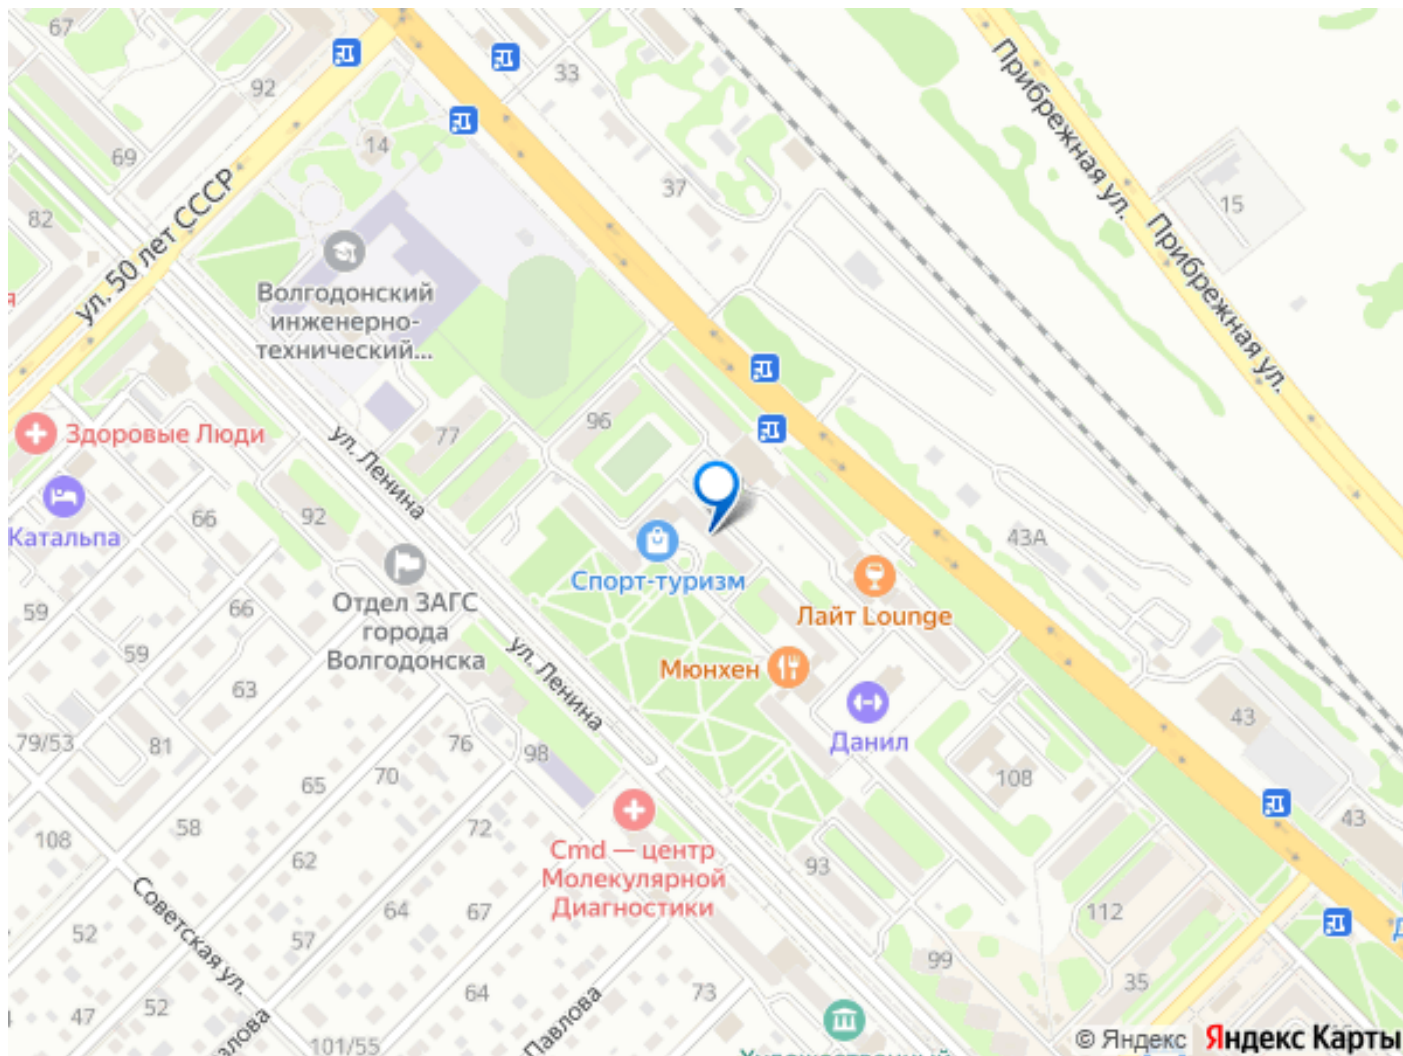 67
33
92
14
69
37
82
15
Прибрежная ул.
Прибрежная ул.
ул. 50 лет СССР
я
Волгодонский
инженерно-
технический...
96
77
Здоровые Люди
ул. Ленина
Катальпа
66
92
43А
Спорт-туризм
Отдел ЗАГС
города
Волгодонска
59
66
Лайт Lounge
59
63
ул. Ленина
Мюнхен
Данил
79/53
81
76
98
43
65
70
108
58
72
43
108
62
Cmd — центр
Молекулярной
Диагностики
93
Советская ул.
64
67
112
52
57
99
35
52
64
73
47
Павлова
101/55
Художественный
© Яндекс
Яндекс Карты